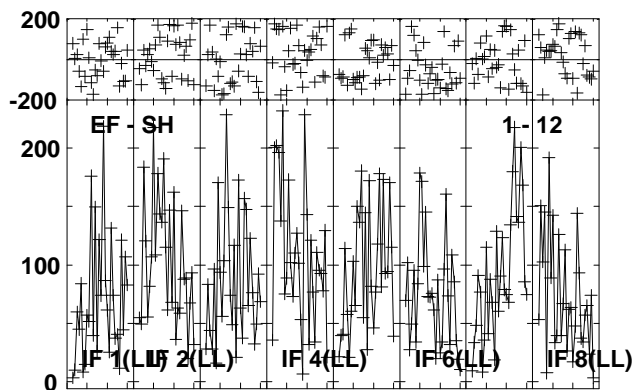 200
-200
EF - SH
1 - 12
200
100
0
IF 1(LL)
IF 2(LL)
IF 4(LL)
IF 6(LL)
IF 8(LL)